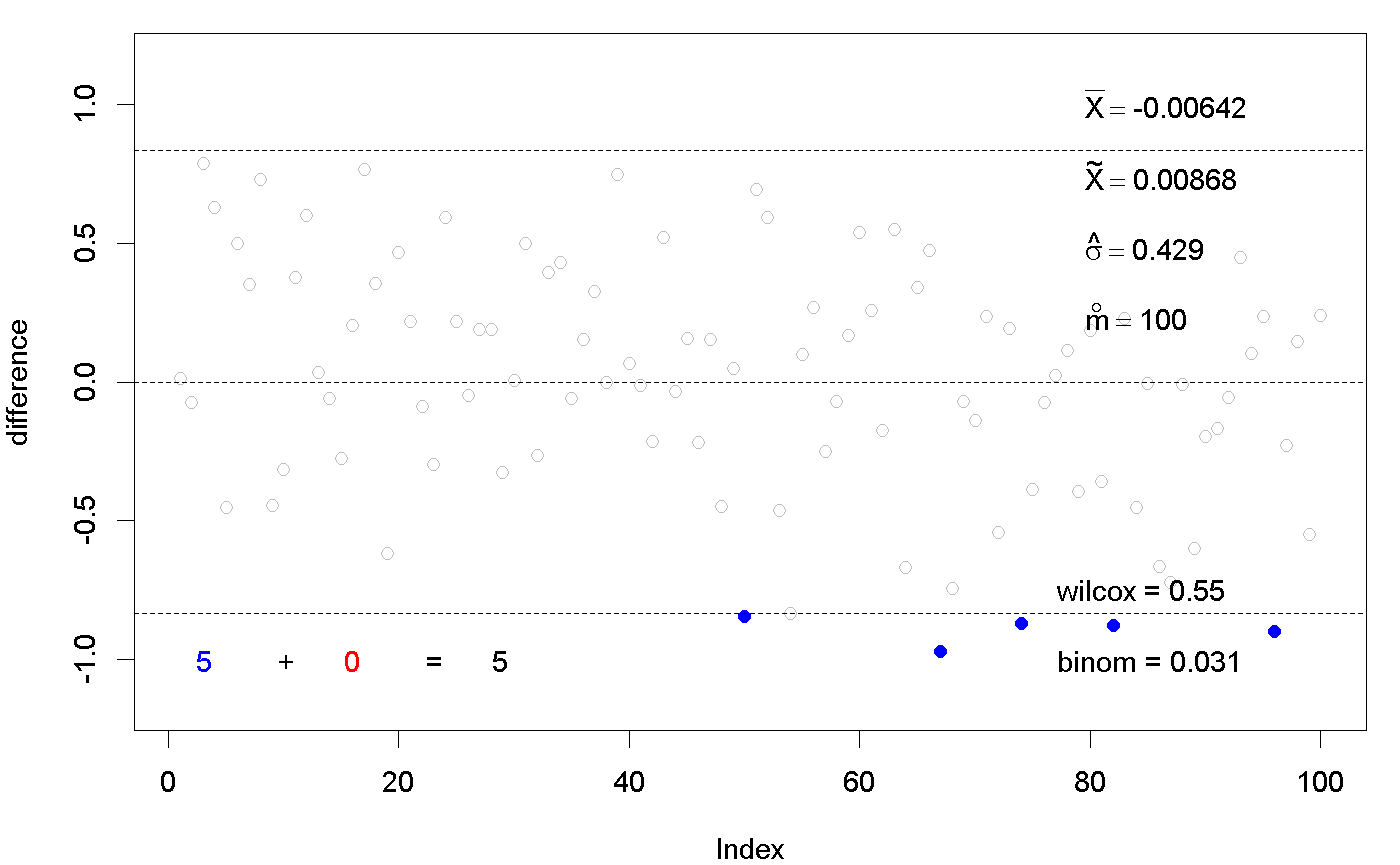 X̅ = -0.00642
X̃ = 0.00868
σ̂ = 0.429
m̊ = 100
wilcox = 0.55
binom = 0.031
5 + 0 = 5
difference
1.0
0.5
0.0
-0.5
-1.0
0 20 40 60 80 100
Index